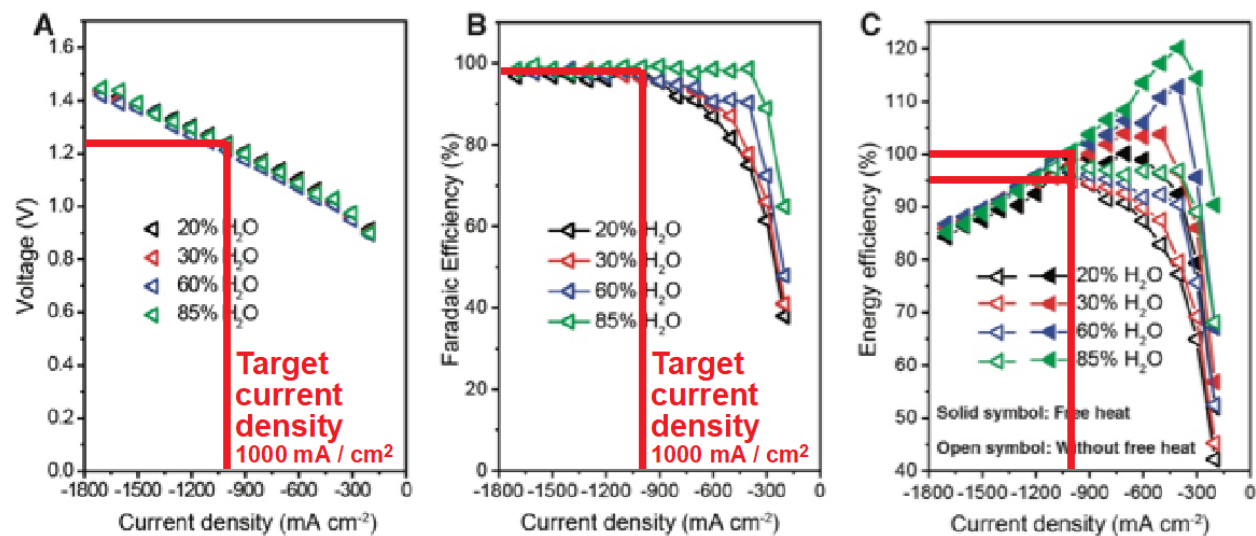 A
1.6
1.4
1.2
1.0
0.8
0.6
0.4
0.2
0.0
-1800 -1500 -1200 -900 -600 -300 0
Voltage (V)
Current density (mA cm-2)
20% H2O
30% H2O
60% H2O
85% H2O
Target
current
density
1000 mA / cm2
B
100
80
60
40
20
0
-1800 -1500 -1200 -900 -600 -300 0
Faradaic Efficiency (%)
Current density (mA cm-2)
20% H2O
30% H2O
60% H2O
85% H2O
Target
current
density
1000 mA / cm2
C
120
110
100
90
80
70
60
50
40
-1800 -1500 -1200 -900 -600 -300 0
Energy efficiency (%)
Current density (mA cm-2)
20% H2O
30% H2O
60% H2O
85% H2O
Solid symbol: Free heat
Open symbol: Without free heat